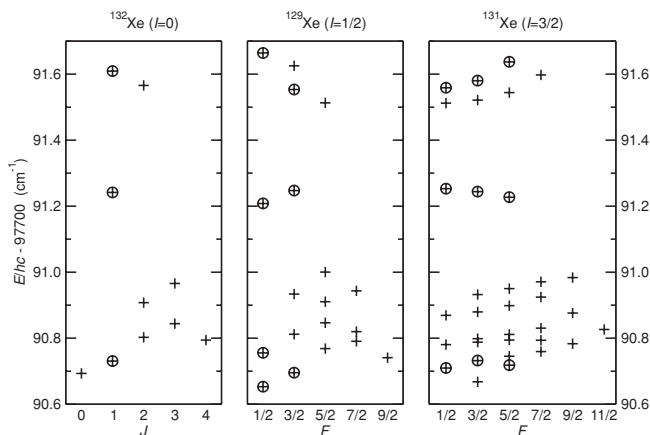 ¹³²Xe (I=0) ¹²⁹Xe (I=1/2) ¹³¹Xe (I=3/2)
91.6 91.6
91.4 91.4
91.2 91.2
91.0 91.0
90.8 90.8
90.6 90.6
E/hc - 97700 (cm⁻¹)
0 1 2 3 4 1/2 3/2 5/2 7/2 9/2 1/2 3/2 5/2 7/2 9/2 11/2
J F F